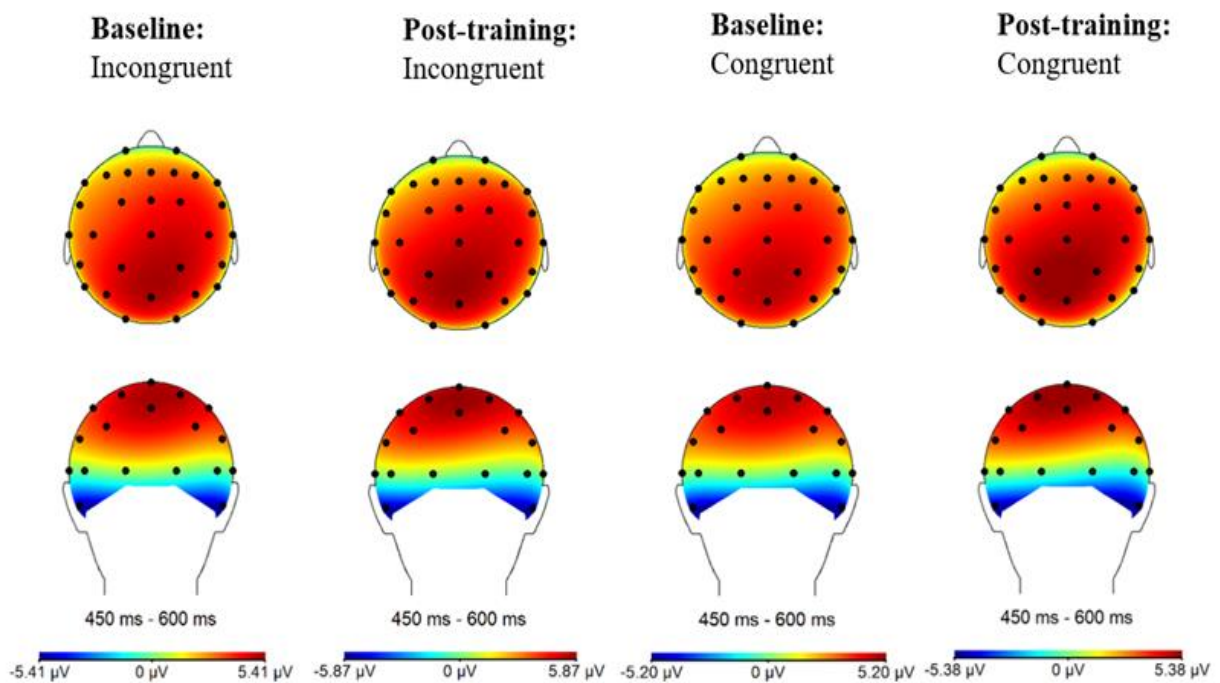 Baseline:
Incongruent
Post-training:
Incongruent
Baseline:
Congruent
Post-training:
Congruent
450 ms - 600 ms
450 ms - 600 ms
450 ms - 600 ms
450 ms - 600 ms
-5.41 µV 0 µV 5.41 µV
-5.87 µV 0 µV 5.87 µV
-5.20 µV 0 µV 5.20 µV
-5.38 µV 0 µV 5.38 µV